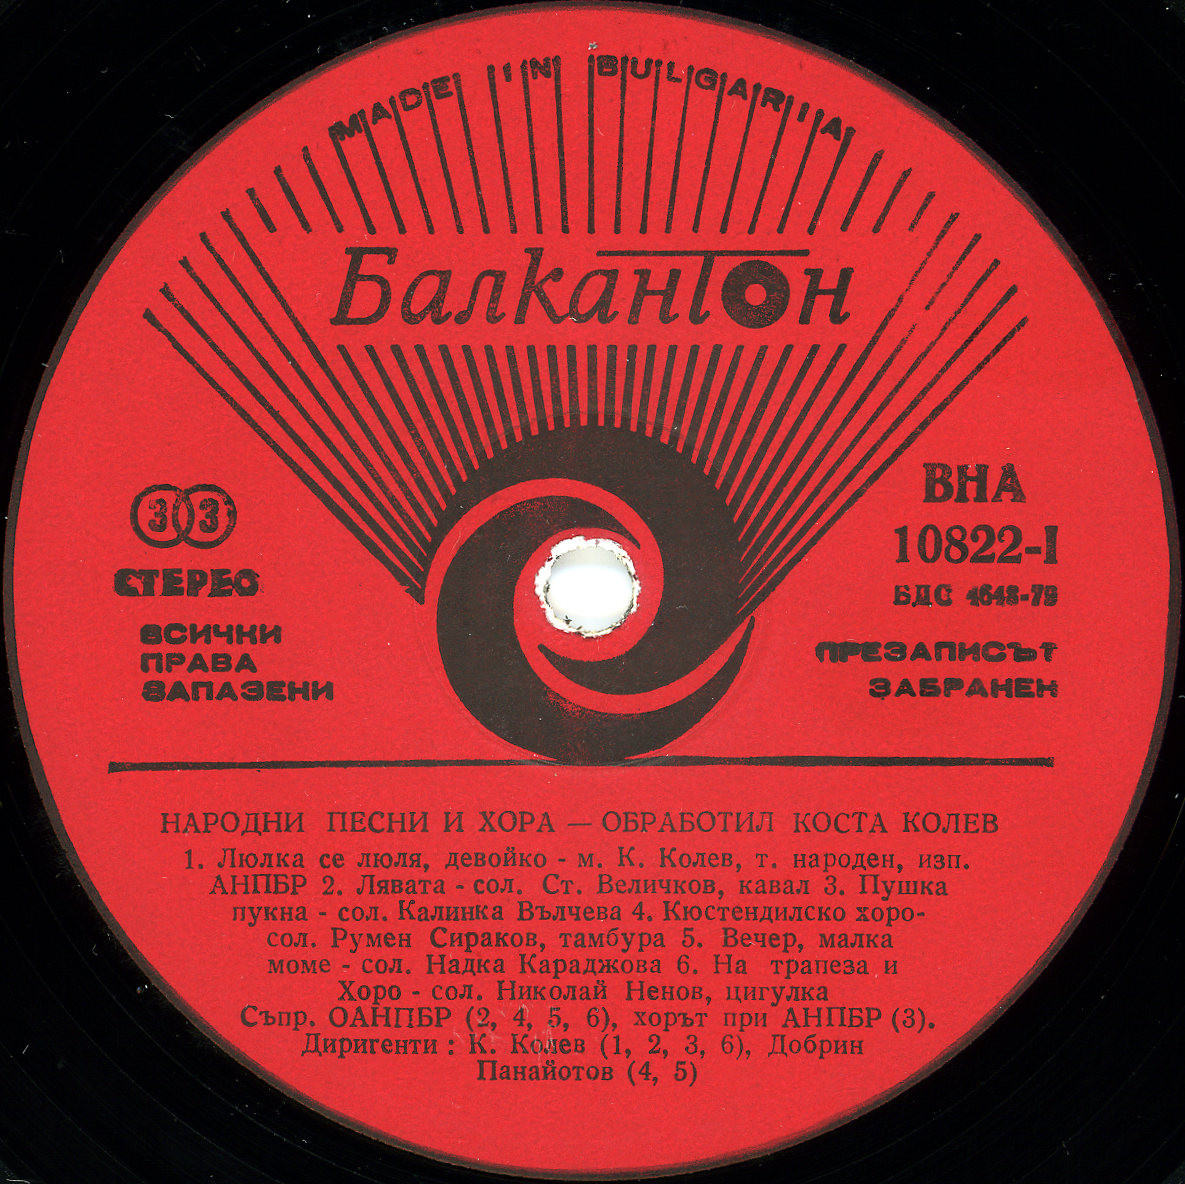 MADE IN BULGARIA
Балкантон
33
СТЕРЕО
ВСИЧКИ
ПРАВА
ЗАПАЗЕНИ
ВНА
10822-I
БДС 4648-79
ПРЕЗАПИСЪТ
ЗАБРАНЕН
НАРОДНИ ПЕСНИ И ХОРА — ОБРАБОТИЛ КОСТА КОЛЕВ
1. Люлка се люля, девойко - м. К. Колев, т. народен, изп.
АНПБР 2. Лявата - сол. Ст. Величков, кавал 3. Пушка
пукна - сол. Калинка Вълчева 4. Кюстендилско хоро-
сол. Румен Сираков, тамбура 5. Вечер, малка
моме - сол. Надка Караджова 6. На трапеза и
Хоро - сол. Николай Ненов, цигулка
Съпр. ОАНПБР (2, 4, 5, 6), хорът при АНПБР (3).
Диригенти : К. Колев (1, 2, 3, 6), Добрин
Панайотов (4, 5)